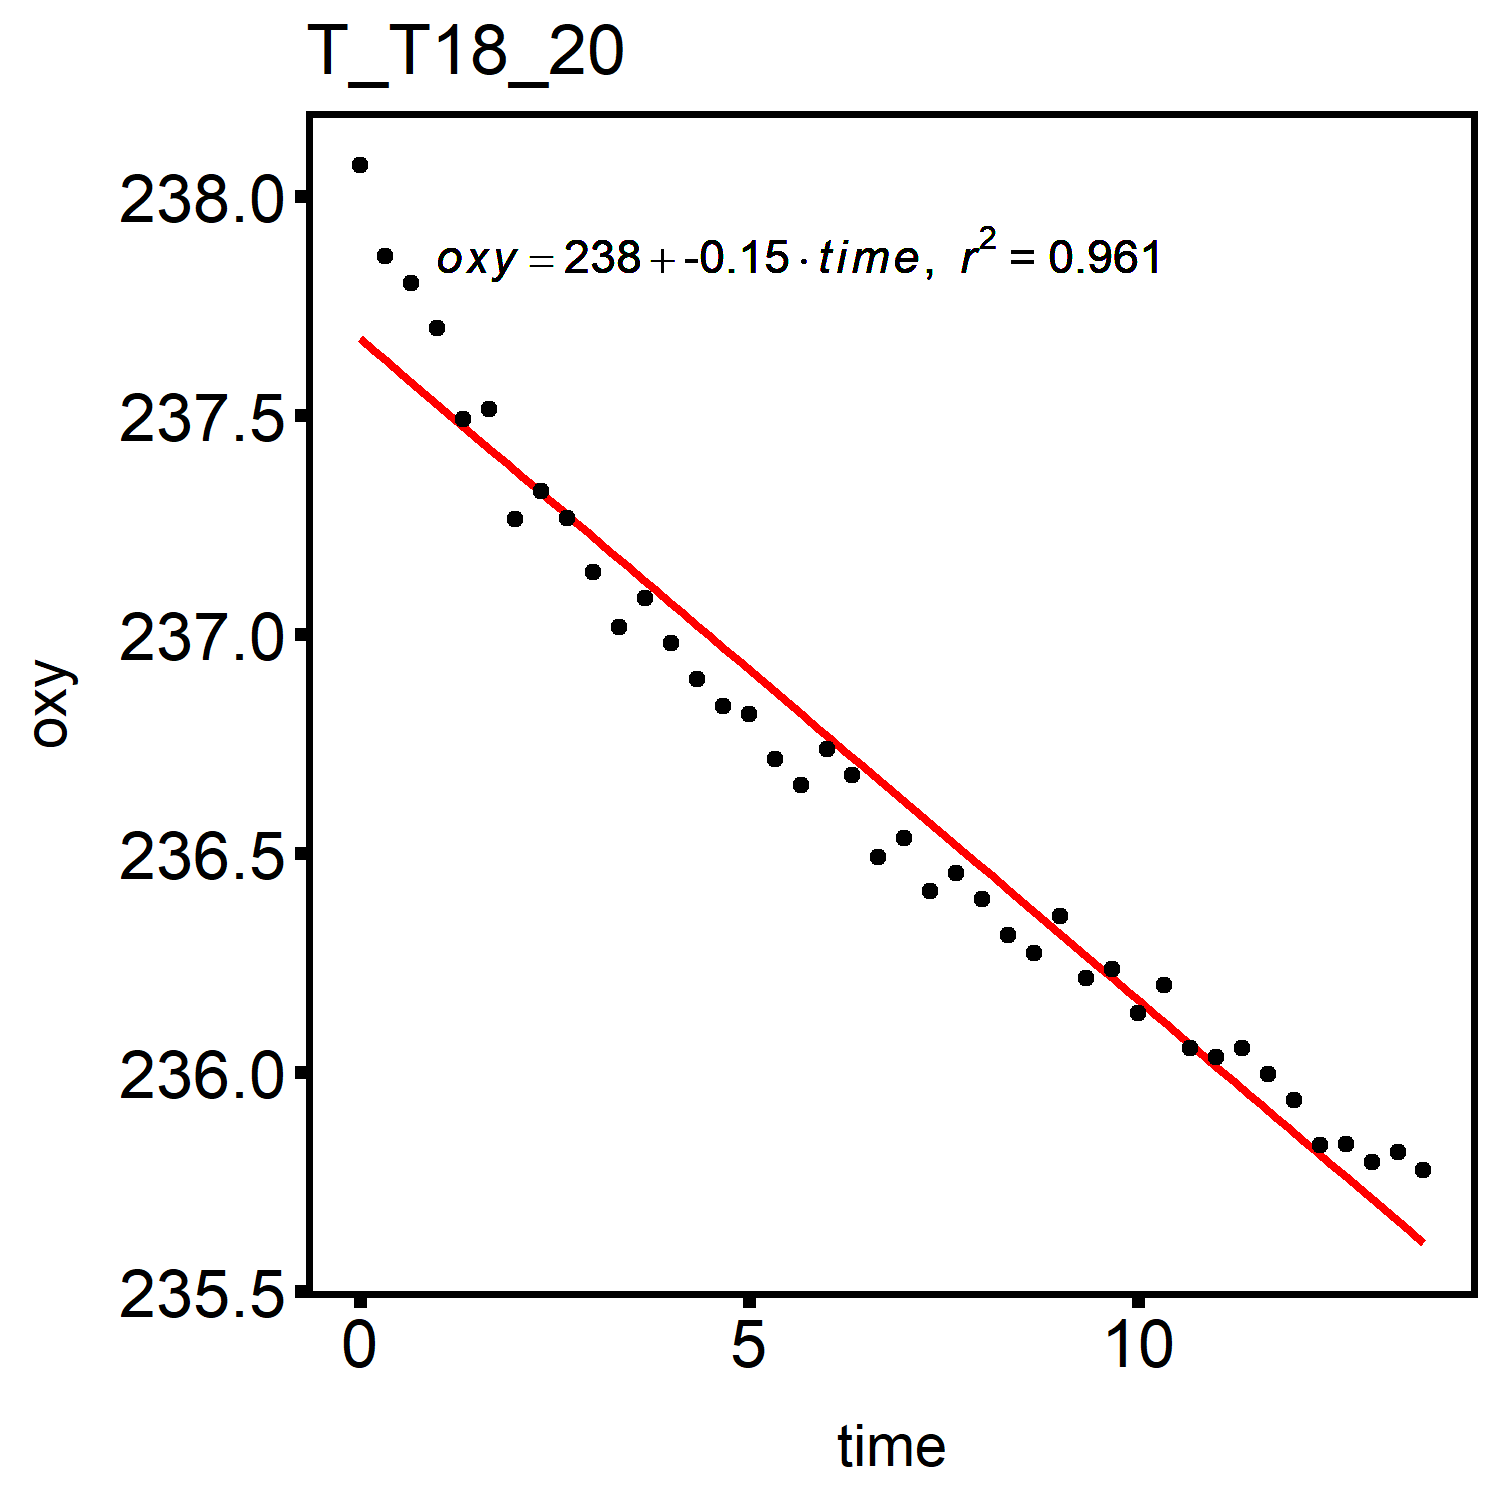 T_T18_20
238.0
oxy = 238 + -0.15 · time, r² = 0.961
237.5
237.0
oxy
236.5
236.0
235.5
0 5 10
time